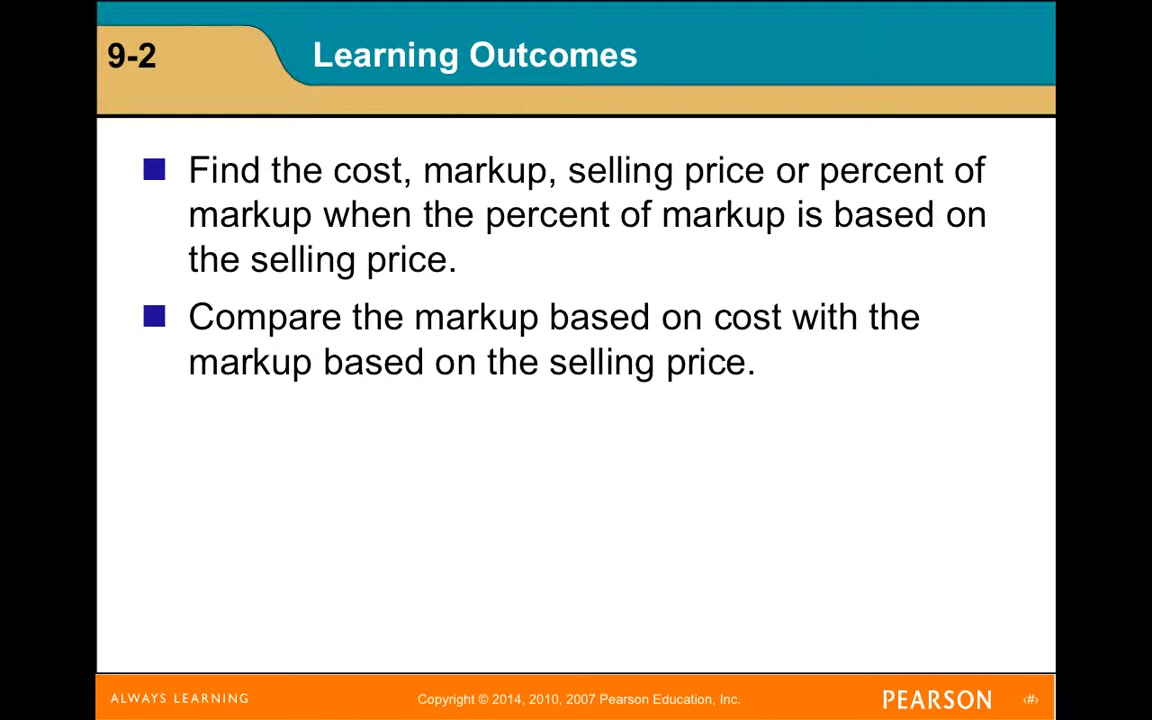 9-2
Learning Outcomes
Find the cost, markup, selling price or percent of
markup when the percent of markup is based on
the selling price.
Compare the markup based on cost with the
markup based on the selling price.
ALWAYS LEARNING
Copyright © 2014, 2010, 2007 Pearson Education, Inc.
PEARSON
‹#›